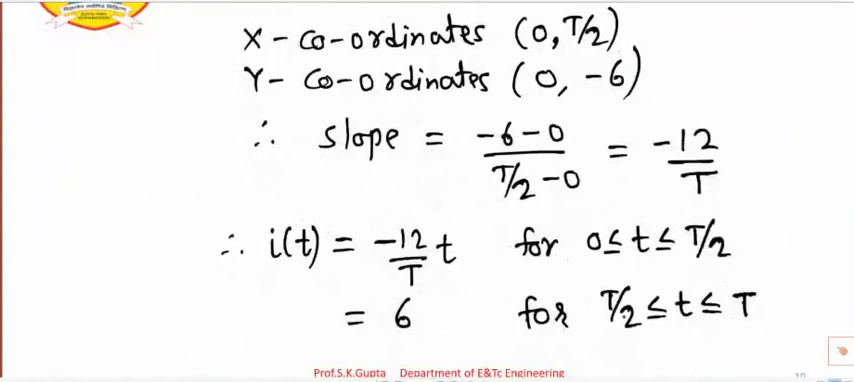 X - Co-ordinates (0, T/2)
Y - Co-ordinates (0, -6)
∴ slope = -6-0 / T/2-0 = -12/T
∴ i(t) = -12/T t for 0≤t≤T/2
= 6 for T/2≤t≤T
Prof.S.K.Gupta Department of E&Tc Engineering
10